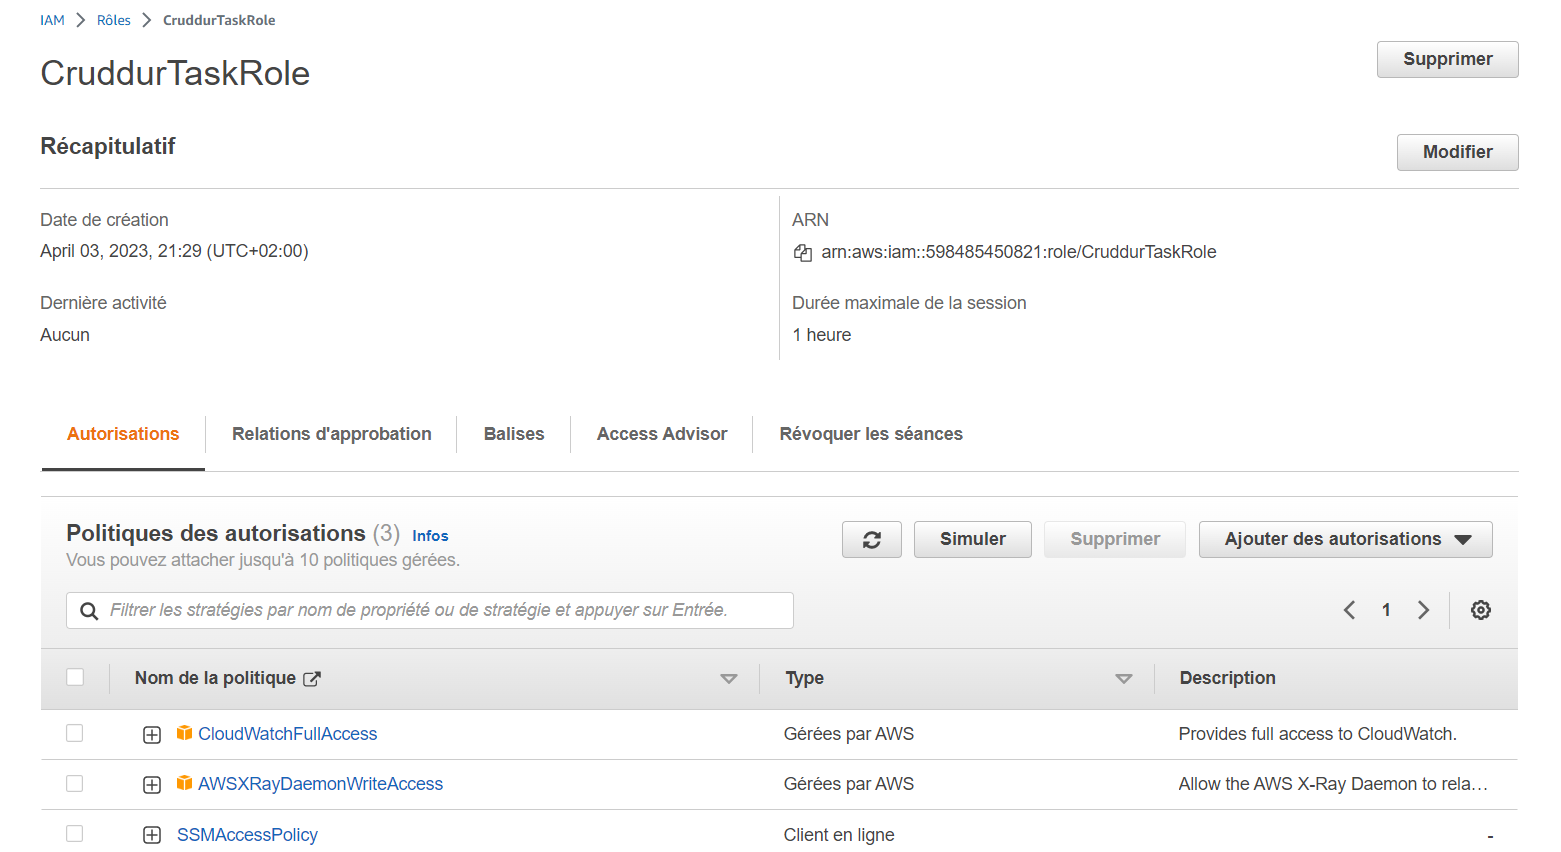 IAM > Rôles > CruddurTaskRole
CruddurTaskRole
Supprimer
Récapitulatif
Modifier
Date de création
April 03, 2023, 21:29 (UTC+02:00)
ARN
arn:aws:iam::598485450821:role/CruddurTaskRole
Dernière activité
Aucun
Durée maximale de la session
1 heure
Autorisations Relations d'approbation Balises Access Advisor Révoquer les séances
Politiques des autorisations (3) Infos
Vous pouvez attacher jusqu'à 10 politiques gérées.
Simuler Supprimer Ajouter des autorisations
Filtrer les stratégies par nom de propriété ou de stratégie et appuyer sur Entrée.
1
Nom de la politique Type Description
CloudWatchFullAccess Gérées par AWS Provides full access to CloudWatch.
AWSXRayDaemonWriteAccess Gérées par AWS Allow the AWS X-Ray Daemon to rela…
SSMAccessPolicy Client en ligne -